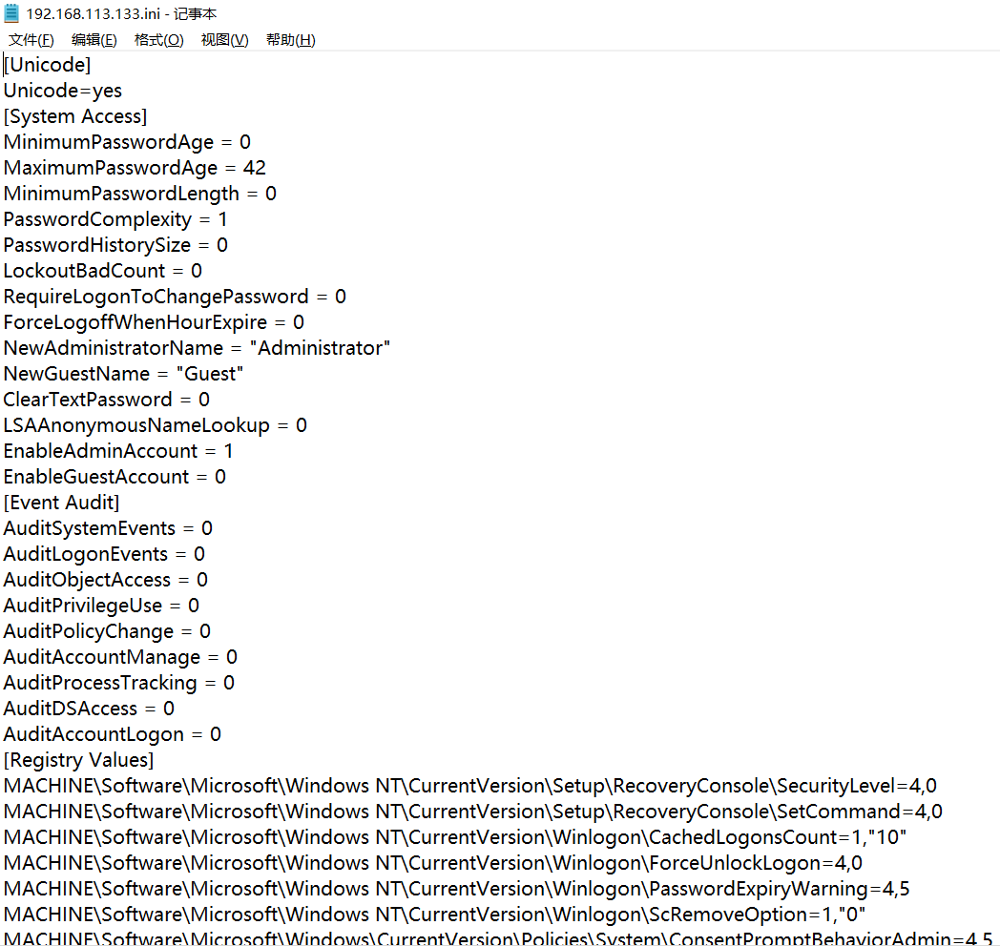 192.168.113.133.ini - 记事本
文件(F) 编辑(E) 格式(O) 视图(V) 帮助(H)
[Unicode]
Unicode=yes
[System Access]
MinimumPasswordAge = 0
MaximumPasswordAge = 42
MinimumPasswordLength = 0
PasswordComplexity = 1
PasswordHistorySize = 0
LockoutBadCount = 0
RequireLogonToChangePassword = 0
ForceLogoffWhenHourExpire = 0
NewAdministratorName = "Administrator"
NewGuestName = "Guest"
ClearTextPassword = 0
LSAAnonymousNameLookup = 0
EnableAdminAccount = 1
EnableGuestAccount = 0
[Event Audit]
AuditSystemEvents = 0
AuditLogonEvents = 0
AuditObjectAccess = 0
AuditPrivilegeUse = 0
AuditPolicyChange = 0
AuditAccountManage = 0
AuditProcessTracking = 0
AuditDSAccess = 0
AuditAccountLogon = 0
[Registry Values]
MACHINE\Software\Microsoft\Windows NT\CurrentVersion\Setup\RecoveryConsole\SecurityLevel=4,0
MACHINE\Software\Microsoft\Windows NT\CurrentVersion\Setup\RecoveryConsole\SetCommand=4,0
MACHINE\Software\Microsoft\Windows NT\CurrentVersion\Winlogon\CachedLogonsCount=1,"10"
MACHINE\Software\Microsoft\Windows NT\CurrentVersion\Winlogon\ForceUnlockLogon=4,0
MACHINE\Software\Microsoft\Windows NT\CurrentVersion\Winlogon\PasswordExpiryWarning=4,5
MACHINE\Software\Microsoft\Windows NT\CurrentVersion\Winlogon\ScRemoveOption=1,"0"
MACHINE\Software\Microsoft\Windows\CurrentVersion\Policies\System\ConsentPromptBehaviorAdmin=4,5